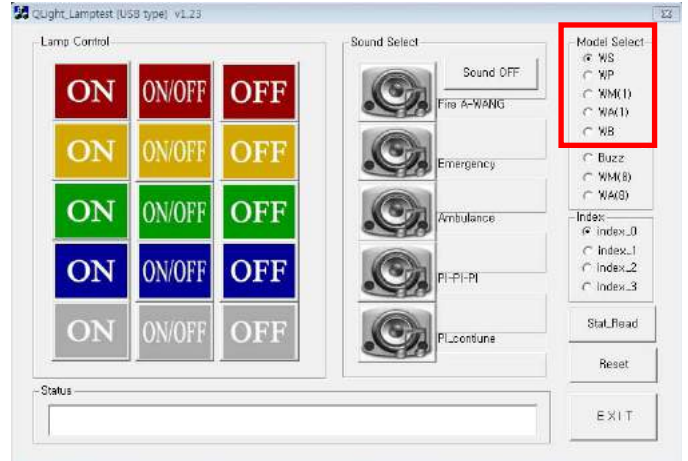 QLight_Lamptest (USB type) v1.23
Lamp Control
ON ON/OFF OFF
ON ON/OFF OFF
ON ON/OFF OFF
ON ON/OFF OFF
ON ON/OFF OFF
Sound Select
Sound OFF
Fire A-WANG
Emergency
Ambulance
PI-PI-PI
PI_contiune
Model Select
WS
WP
WM(1)
WA(1)
WB
Buzz
WM(8)
WA(8)
Index
index_0
index_1
index_2
index_3
Stat_Read
Reset
EXIT
Status